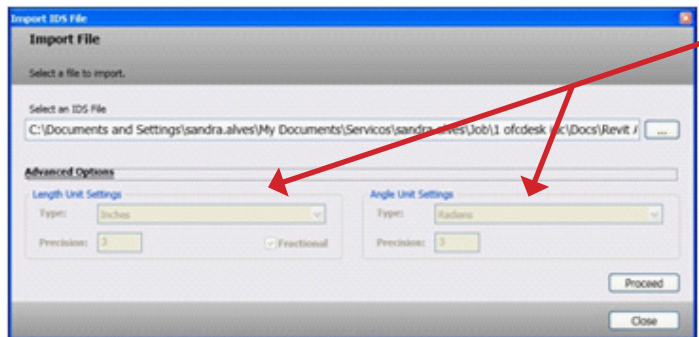 Import IDS File
Import File
Select a file to import.
Select an IDS File
C:\Documents and Settings\sandra.alves\My Documents\Servicos\sandra.alves\Job\1 ofcdesk \Docs\Revit
...
Advanced Options
Length Unit Settings
Angle Unit Settings
Type: Inches
Type: Radians
Precision: 3 Fractional
Precision: 3
Proceed
Close